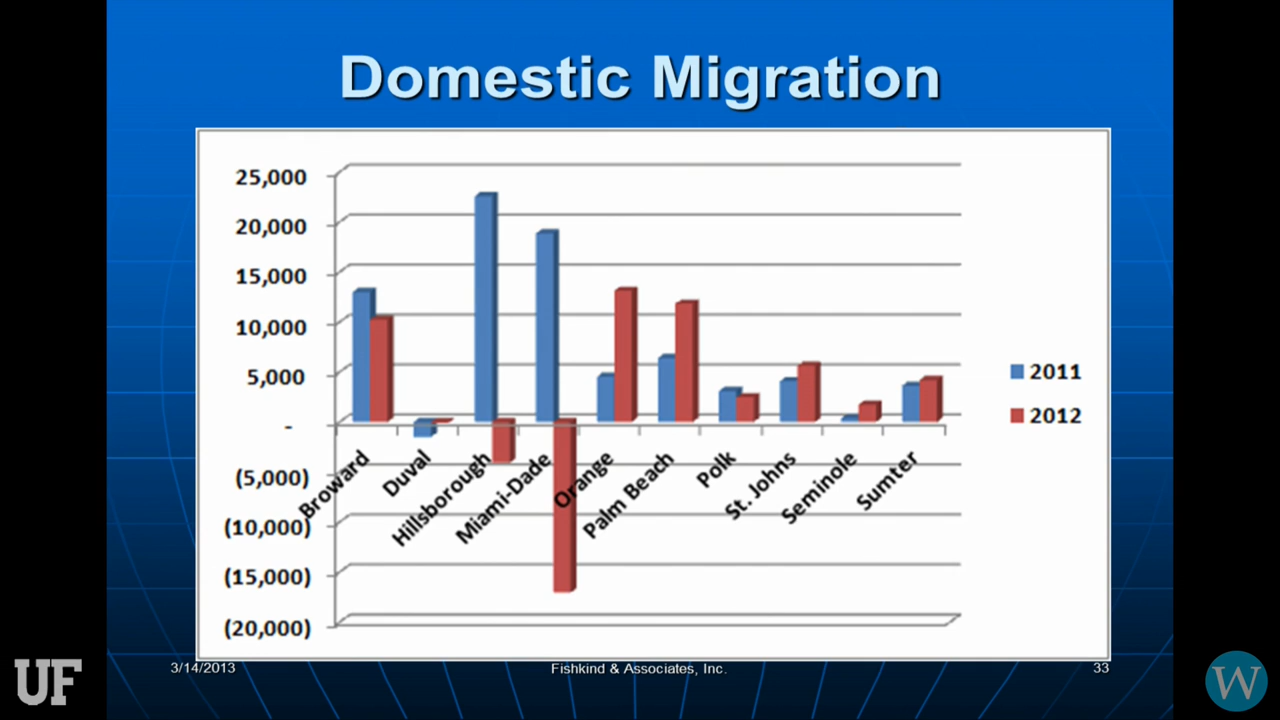 Domestic Migration
25,000
20,000
15,000
10,000
5,000
-
(5,000)
(10,000)
(15,000)
(20,000)
Broward
Duval
Hillsborough
Miami-Dade
Orange
Palm Beach
Polk
St. Johns
Seminole
Sumter
2011
2012
3/14/2013
Fishkind & Associates, Inc.
33
UF
W